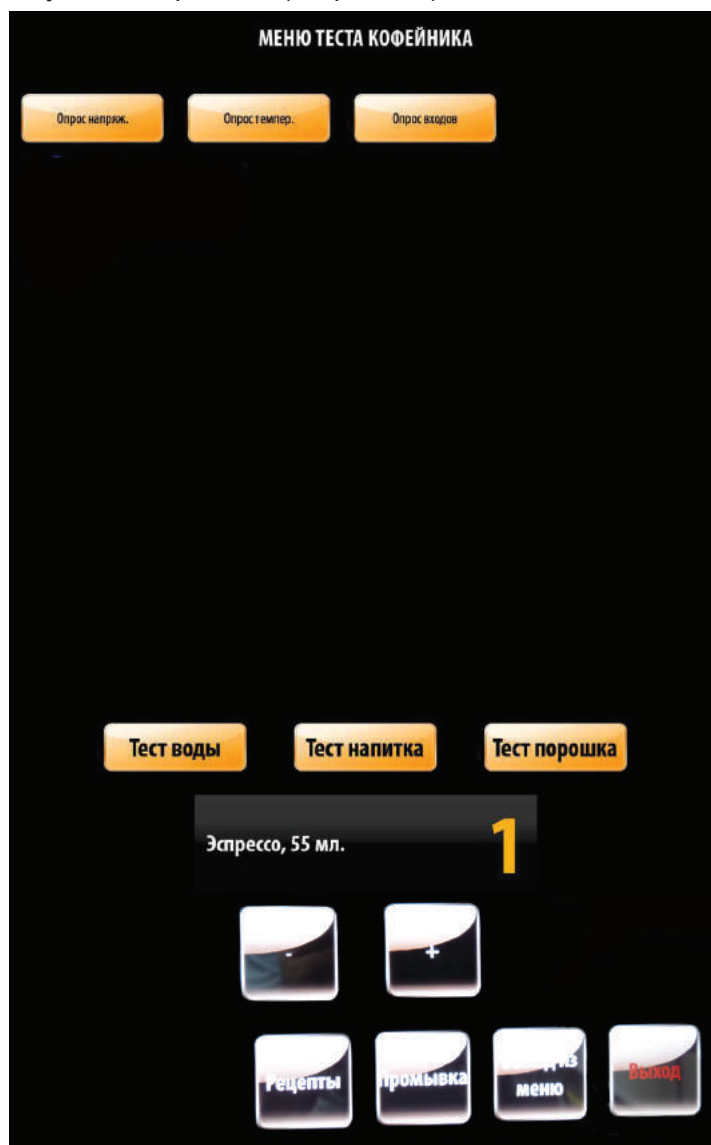 МЕНЮ ТЕСТА КОФЕЙНИКА
Опрос напряж.
Опрос темпер.
Опрос входов
Тест воды
Тест напитка
Тест порошка
Эспрессо, 55 мл.
1
-
+
Рецепты
Промывка
из
меню
Выход